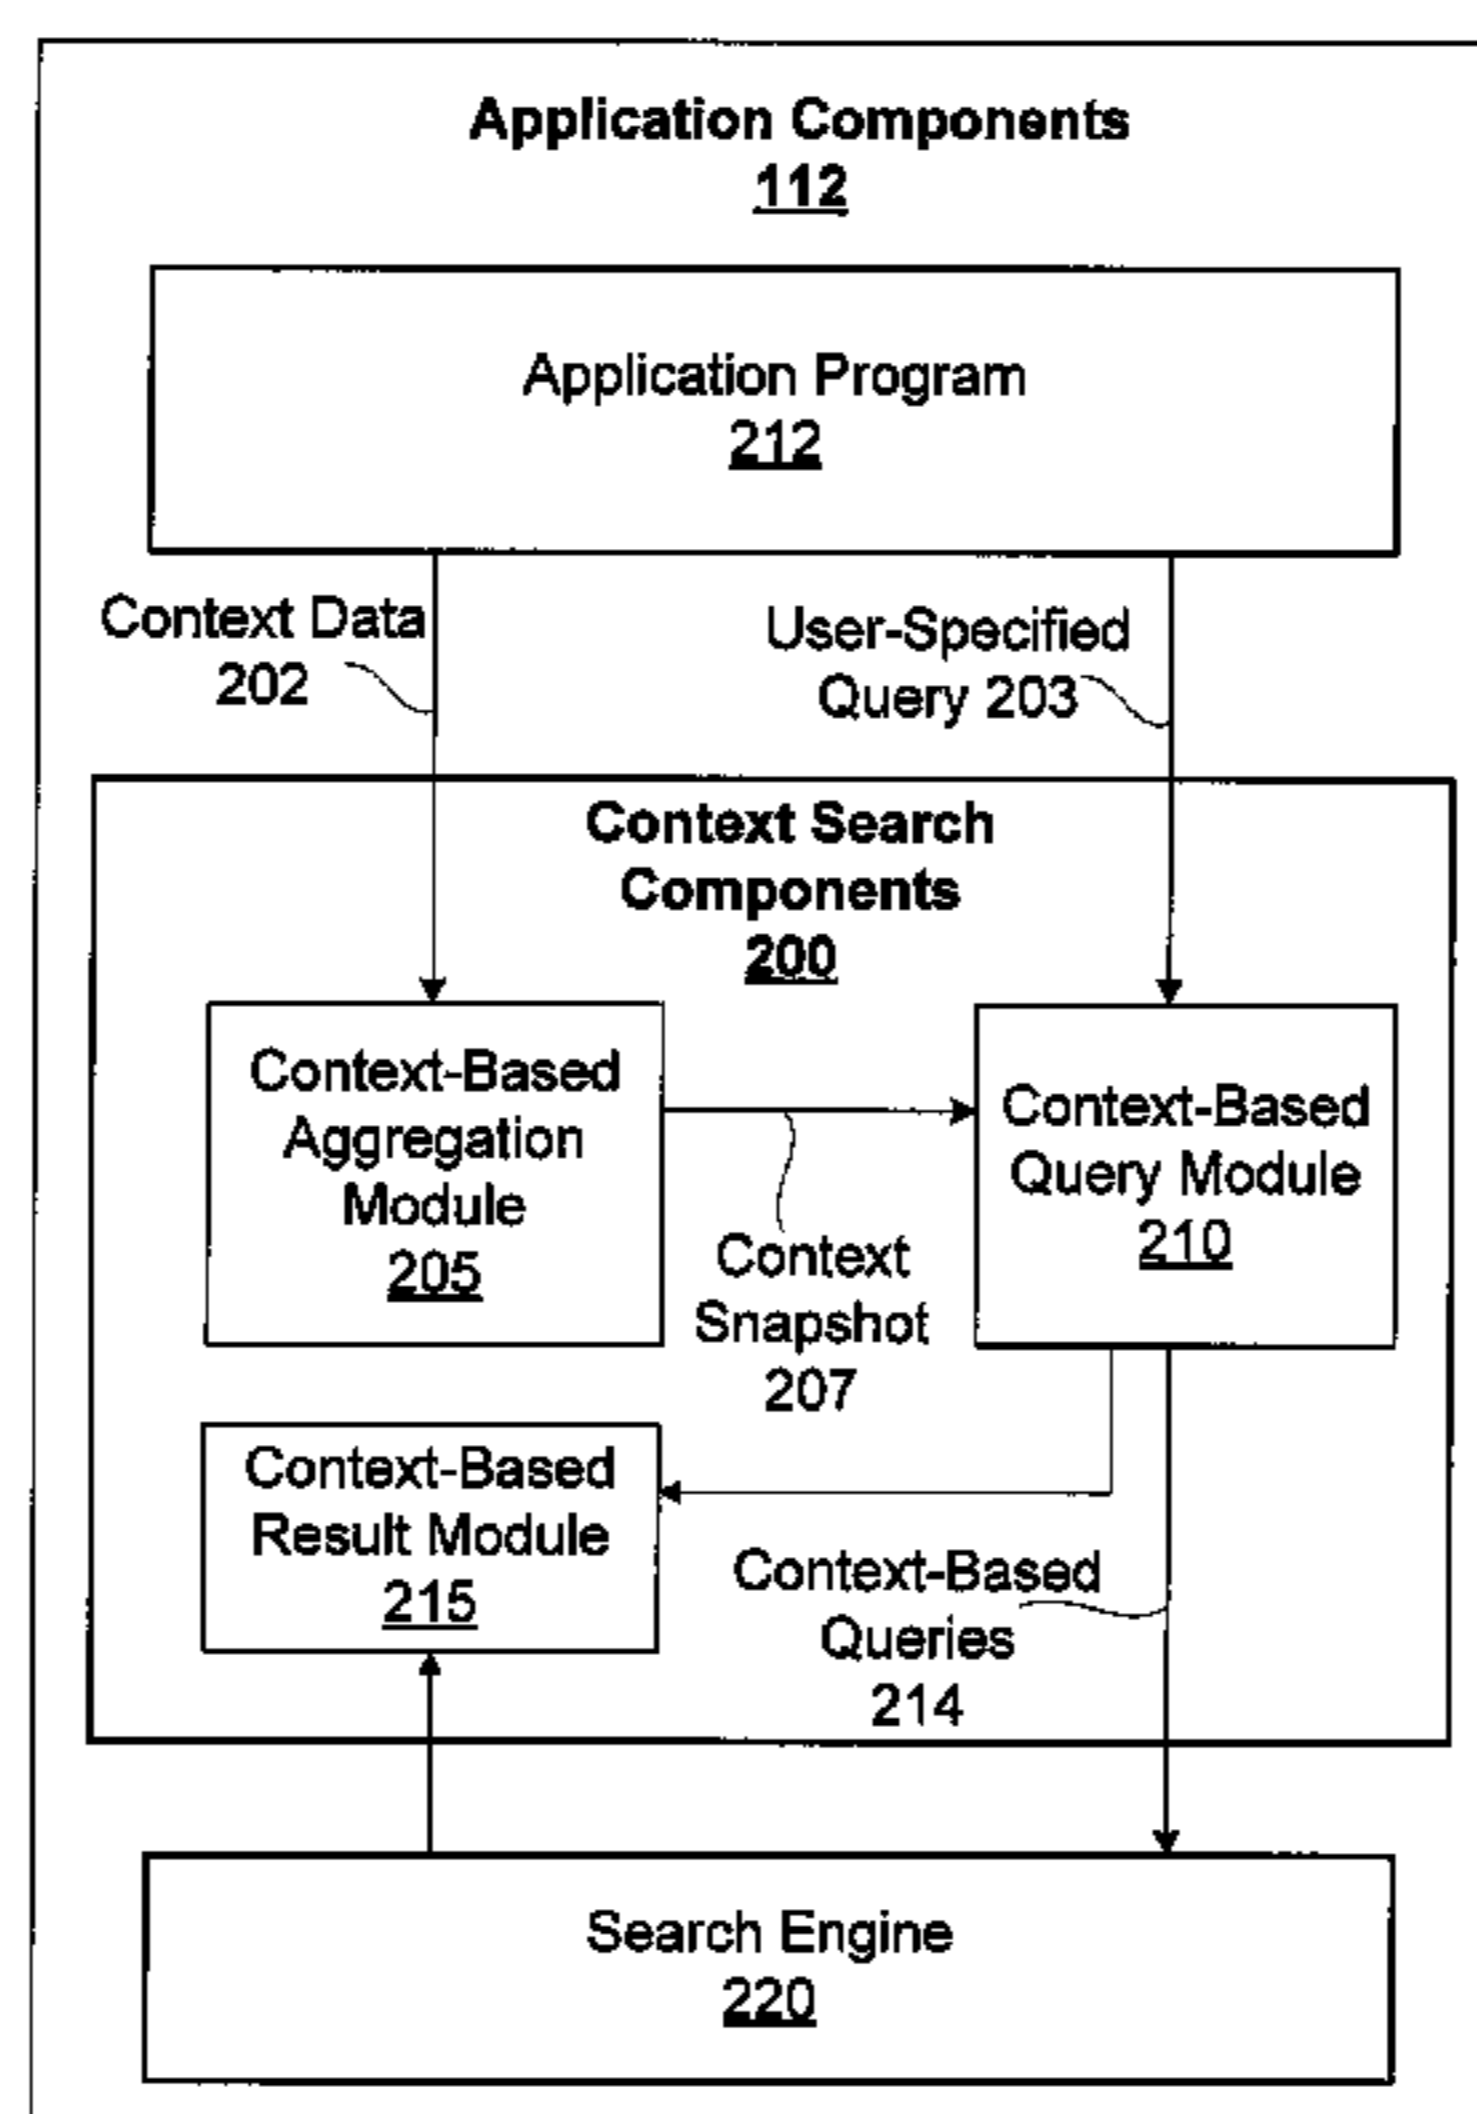 Application Components
112
Application Program
212
Context Data
202
User-Specified
Query 203
Context Search
Components
200
Context-Based
Aggregation
Module
205
Context-Based
Query Module
210
Context
Snapshot
207
Context-Based
Result Module
215
Context-Based
Queries
214
Search Engine
220